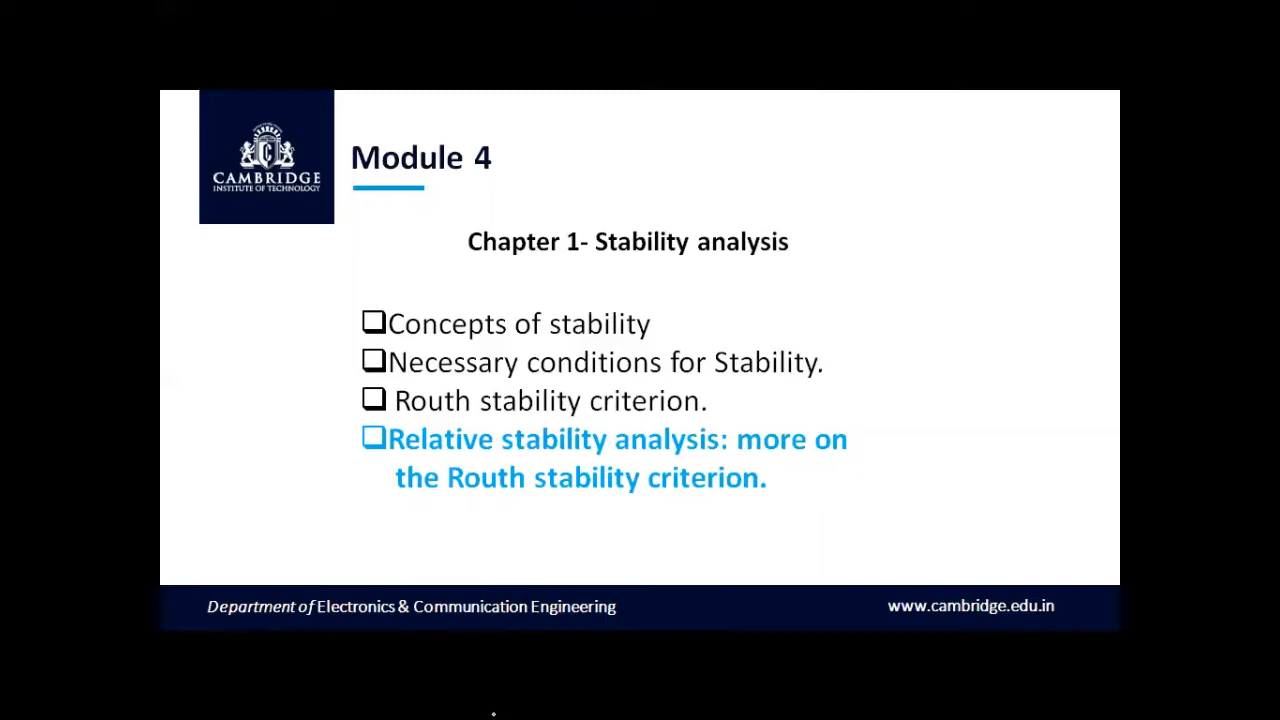 CAMBRIDGE
INSTITUTE OF TECHNOLOGY
Module 4
Chapter 1- Stability analysis
Concepts of stability
Necessary conditions for Stability.
Routh stability criterion.
Relative stability analysis: more on
the Routh stability criterion.
Department of Electronics & Communication Engineering
www.cambridge.edu.in